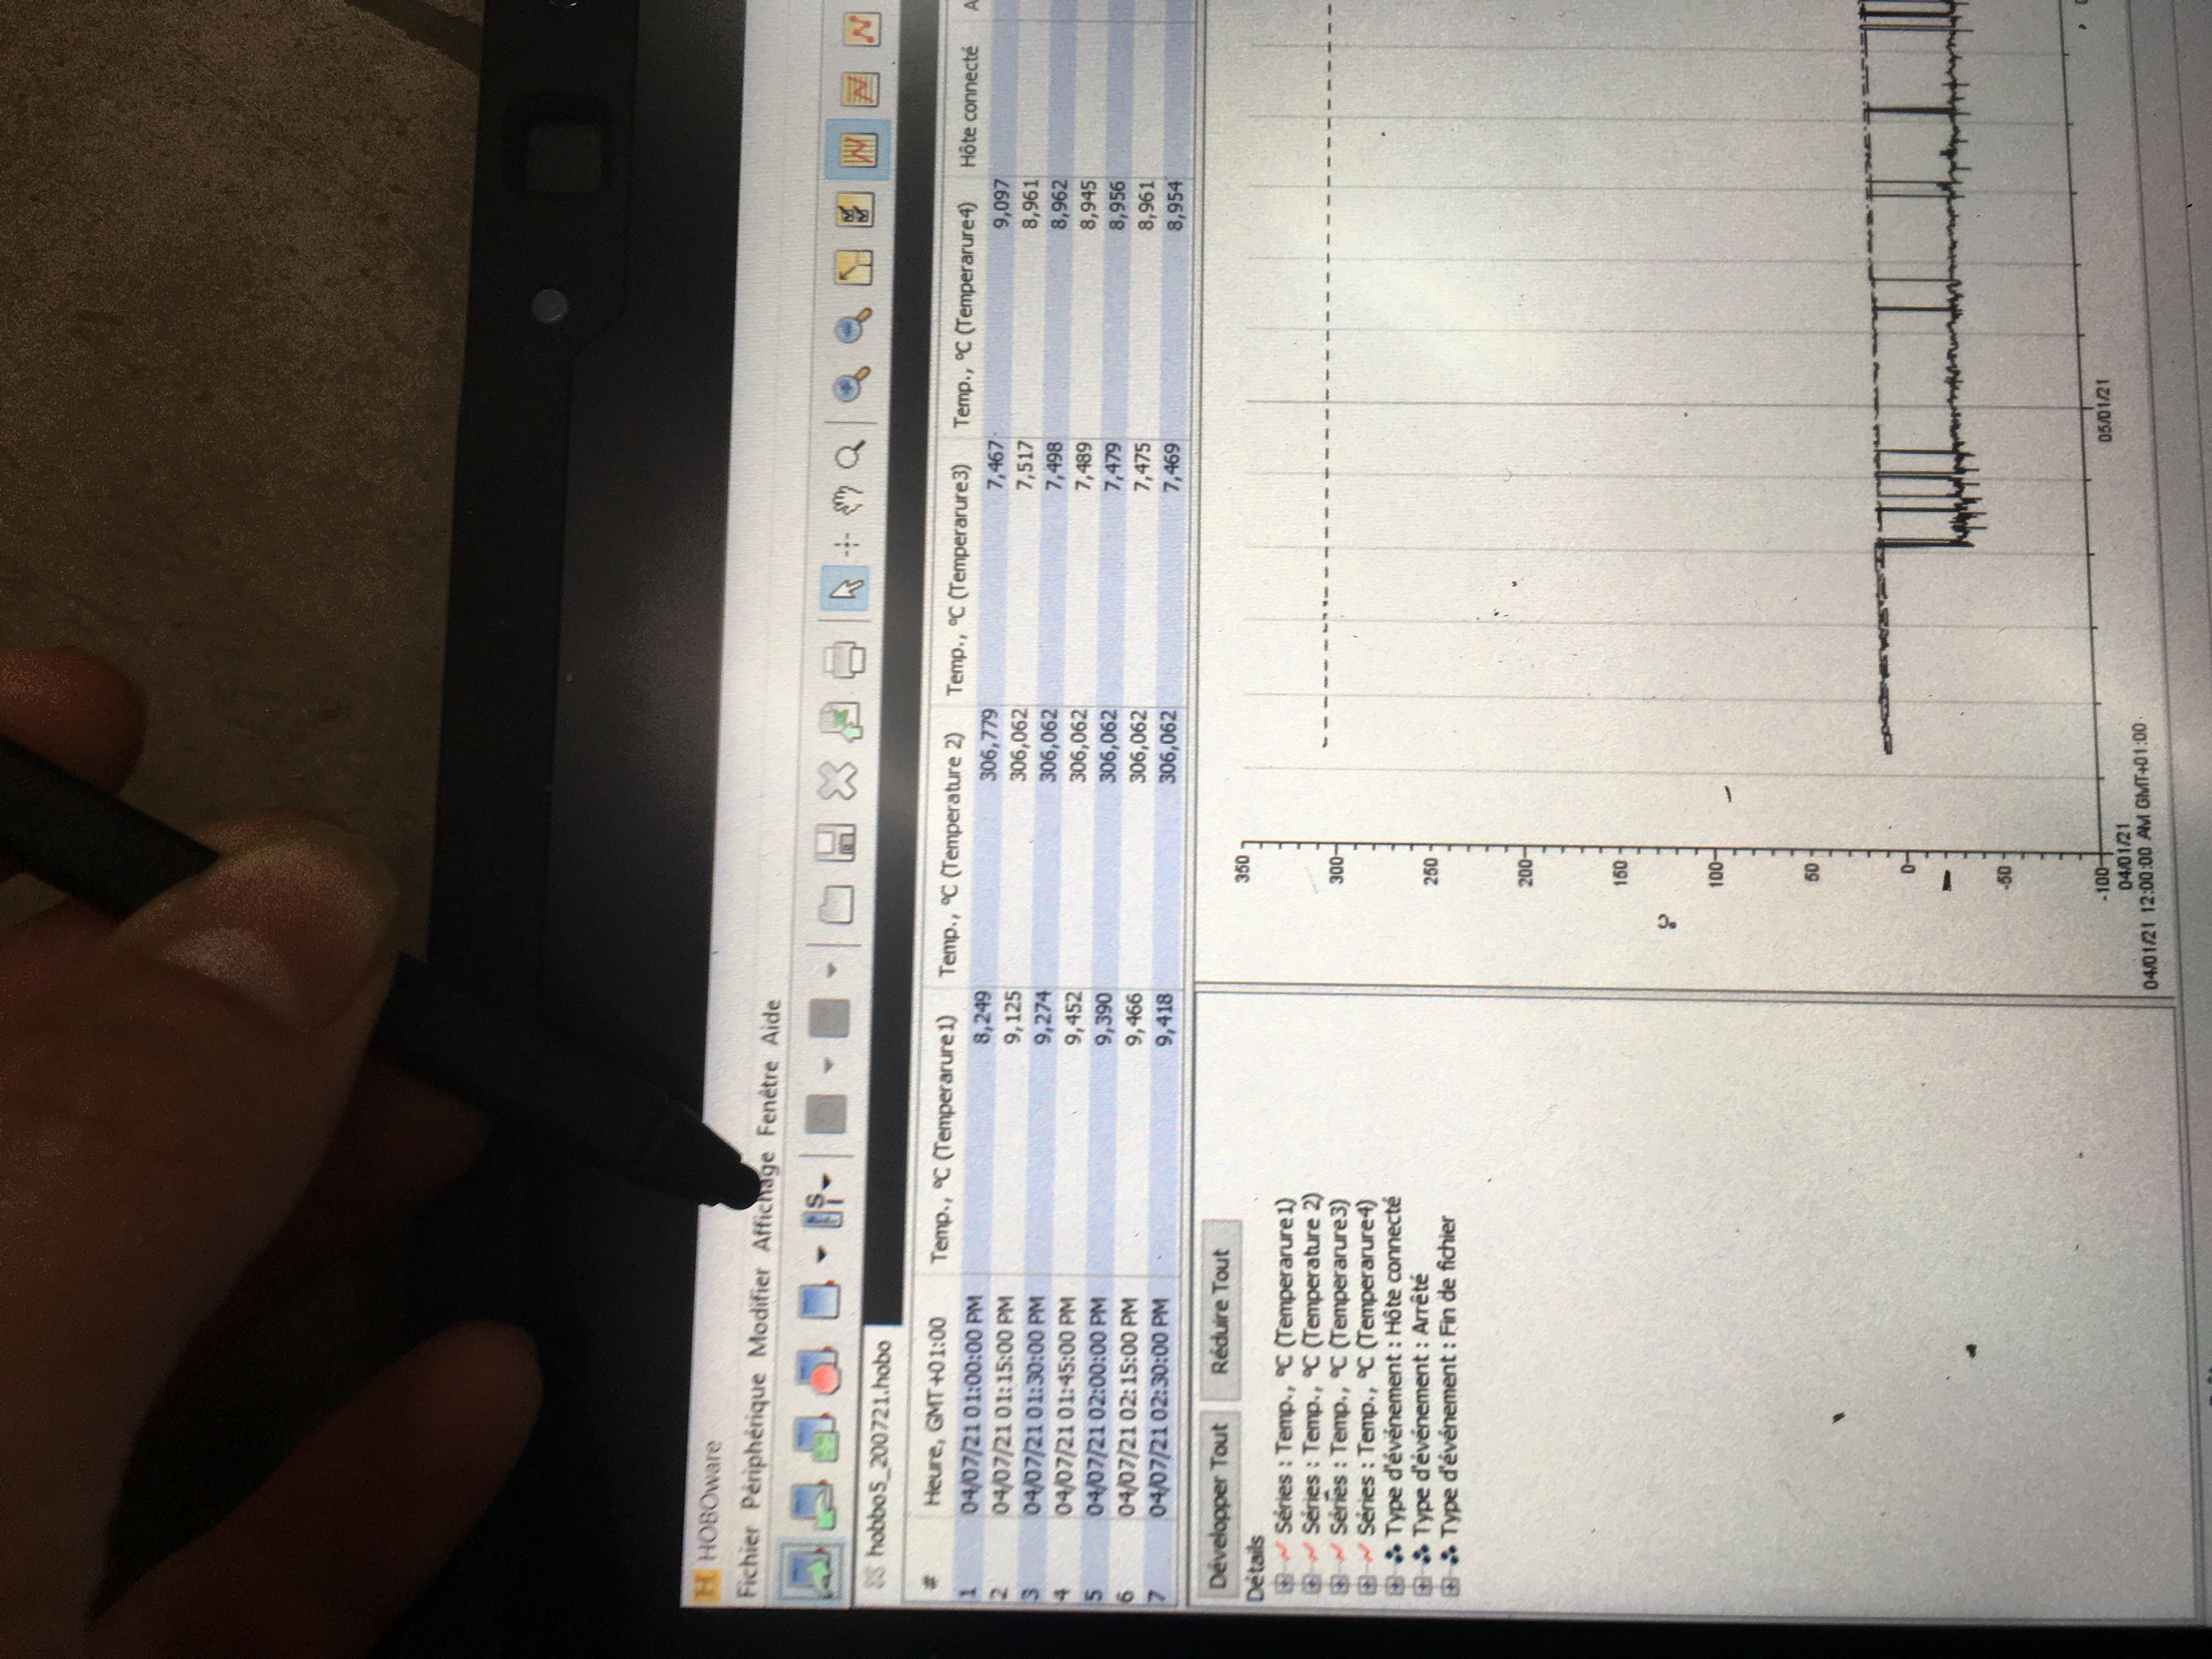 HOBOware
Fichier Périphérique Modifier Affichage Fenêtre Aide
hobbo5_200721.hobo
# Heure, GMT+01:00 Temp., °C (Temperarure1) Temp., °C (Temperature 2) Temp., °C (Temperarure3) Temp., °C (Temperarure4) Hôte connecté A
1 04/07/21 01:00:00 PM 8,249 306,779 7,467 9,097
2 04/07/21 01:15:00 PM 9,125 306,062 7,517 8,961
3 04/07/21 01:30:00 PM 9,274 306,062 7,498 8,962
4 04/07/21 01:45:00 PM 9,452 306,062 7,489 8,945
5 04/07/21 02:00:00 PM 9,390 306,062 7,479 8,956
6 04/07/21 02:15:00 PM 9,466 306,062 7,475 8,961
7 04/07/21 02:30:00 PM 9,418 306,062 7,469 8,954
Développer Tout Réduire Tout
Détails
Séries : Temp., °C (Temperarure1)
Séries : Temp., °C (Temperature 2)
Séries : Temp., °C (Temperarure3)
Séries : Temp., °C (Temperarure4)
Type d'événement : Hôte connecté
Type d'événement : Arrêté
Type d'événement : Fin de fichier
350
300
250
200
150
°C
100
50
0
-50
-100
04/01/21 05/01/21
04/01/21 12:00:00 AM GMT+01:00